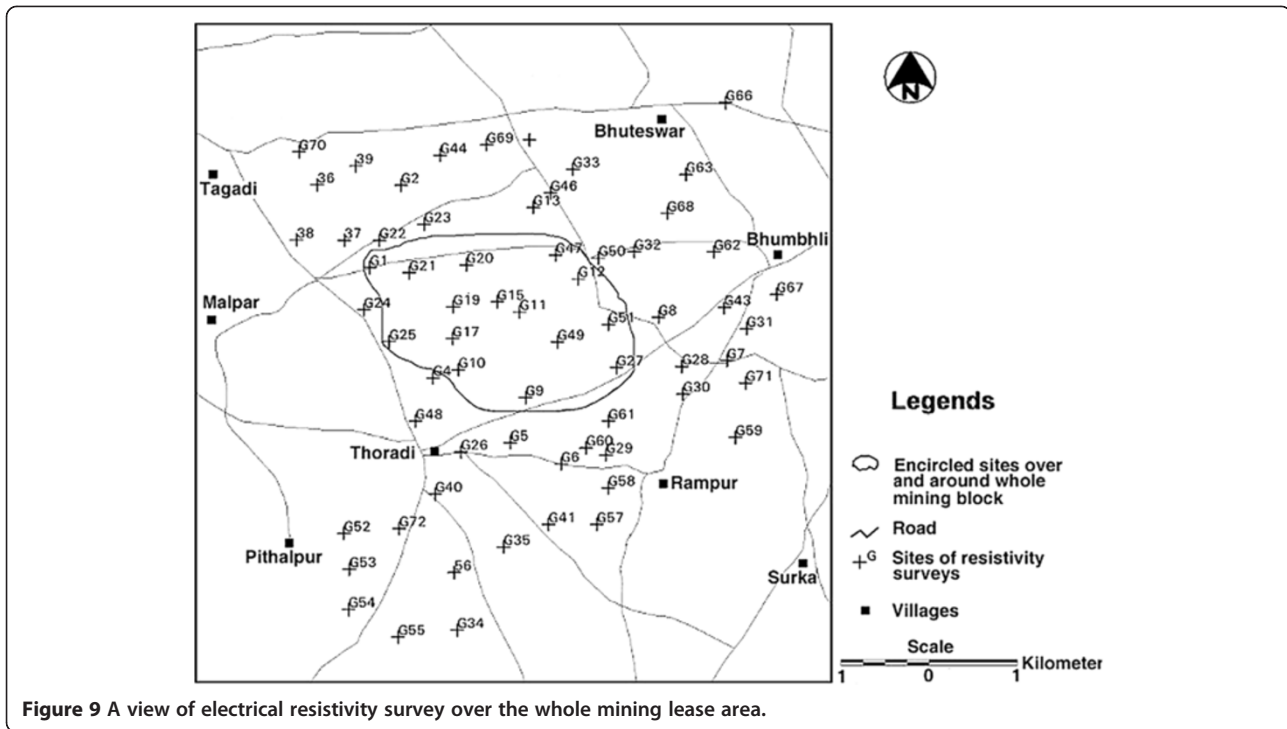 G66
Bhuteswar
G69
G44
G70
39
G33
G63
36
G2
Tagadi
G46
G13
G68
G23
38
37
G22
G47
G50
G32
G62
Bhumbhli
G1
G21
G20
G12
G67
Malpar
G24
G19
G15
G11
G51
G8
G43
G31
G25
G17
G49
G27
G28
G7
G4
G10
G30
G71
G9
G48
G61
G59
Thoradi
G26
G5
G60
G29
G6
G58
Rampur
G40
G52
G72
G41
G57
Pithalpur
G35
G53
56
Surka
G54
G55
G34
N
Legends
Encircled sites over
and around whole
mining block
Road
G Sites of resistivity
surveys
Villages
Scale
Kilometer
1 0 1
Figure 9 A view of electrical resistivity survey over the whole mining lease area.